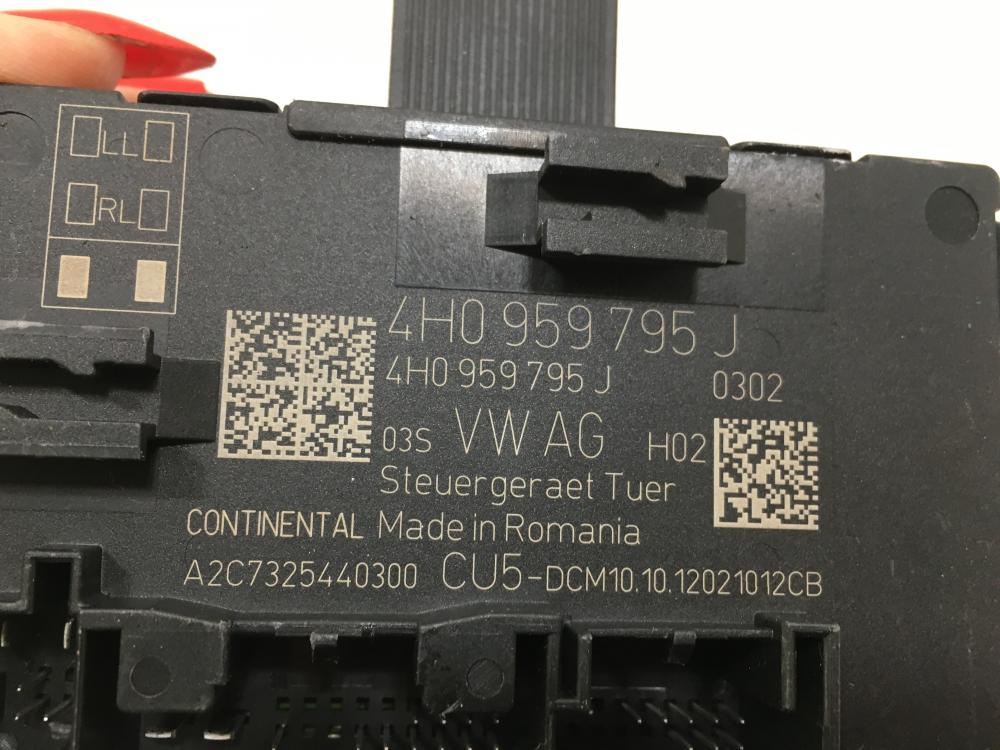 LL
RL
4H0 959 795 J
4H0 959 795 J 0302
03S VW AG H02
Steuergeraet Tuer
CONTINENTAL Made in Romania
A2C7325440300 CU5-DCM10.10.12021012CB